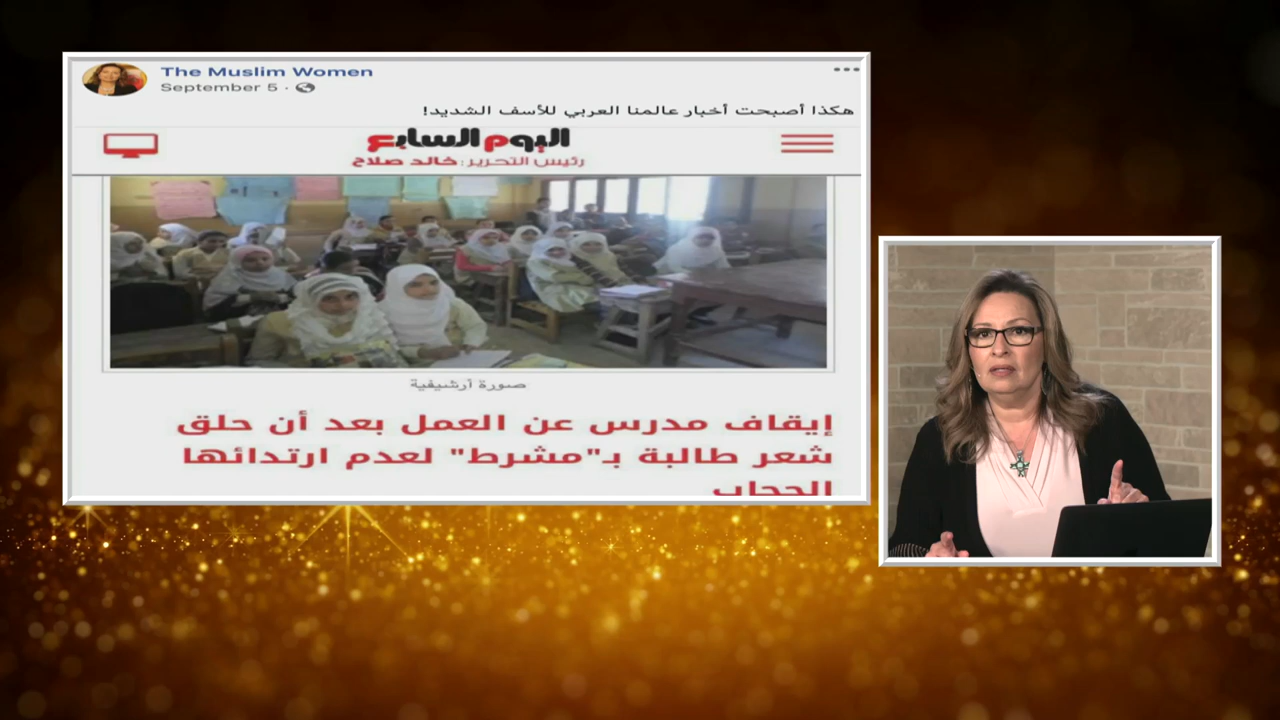 The Muslim Women
September 5
هكذا أصبحت أخبار عالمنا العربي للأسف الشديد!
اليوم السابع
رئيس التحرير: خالد صلاح
صورة أرشيفية
إيقاف مدرس عن العمل بعد أن حلق
شعر طالبة بـ"مشرط" لعدم ارتدائها
الحجاب